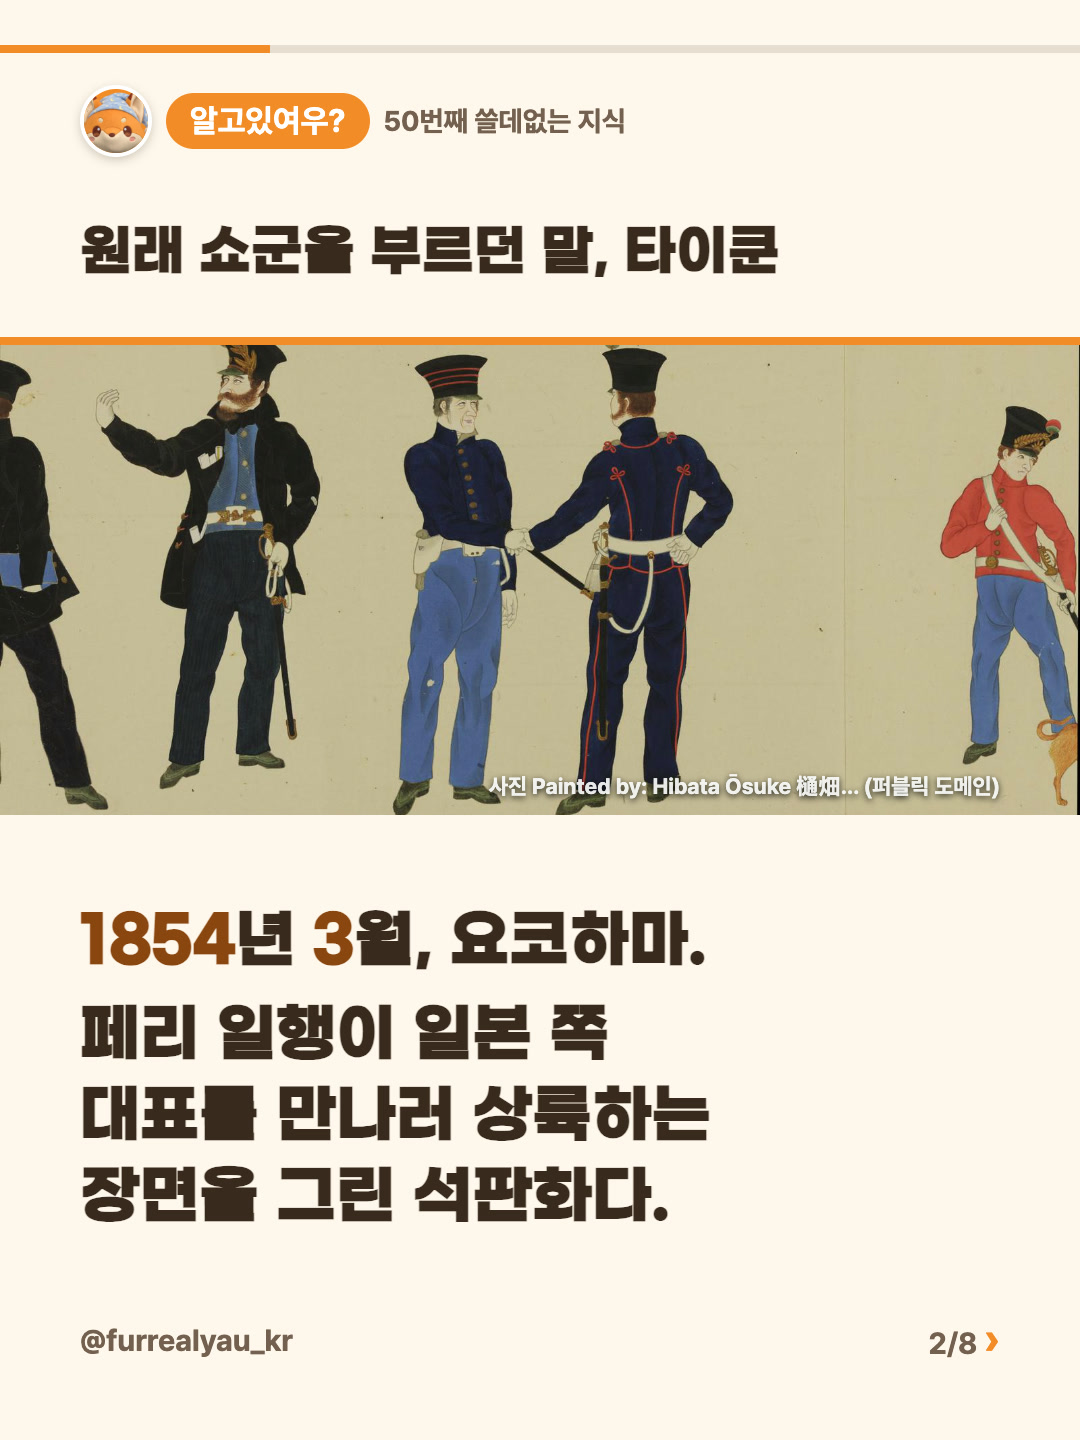 알고있여우?
50번째 쓸데없는 지식
원래 쇼군을 부르던 말, 타이쿤
사진 Painted by: Hibata Ōsuke 樋畑... (퍼블릭 도메인)
1854년 3월, 요코하마.
페리 일행이 일본 쪽
대표를 만나러 상륙하는
장면을 그린 석판화다.
@furrealyau_kr
2/8 ›